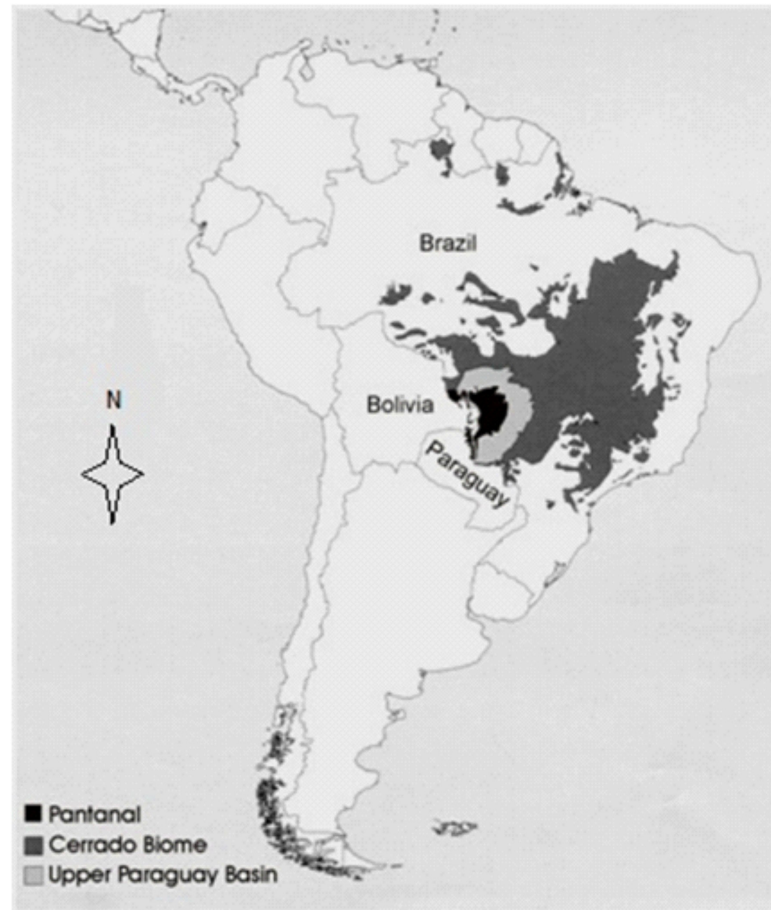 Brazil
N
Bolivia
Paraguay
Pantanal
Cerrado Biome
Upper Paraguay Basin